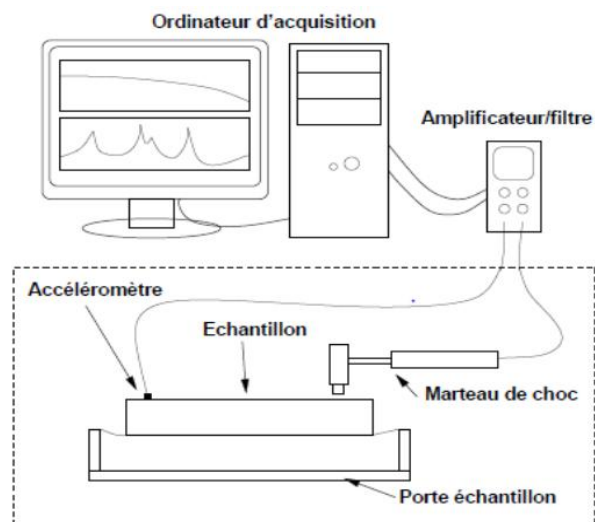 Ordinateur d'acquisition
Amplificateur/filtre
Accéléromètre
Echantillon
Marteau de choc
Porte échantillon